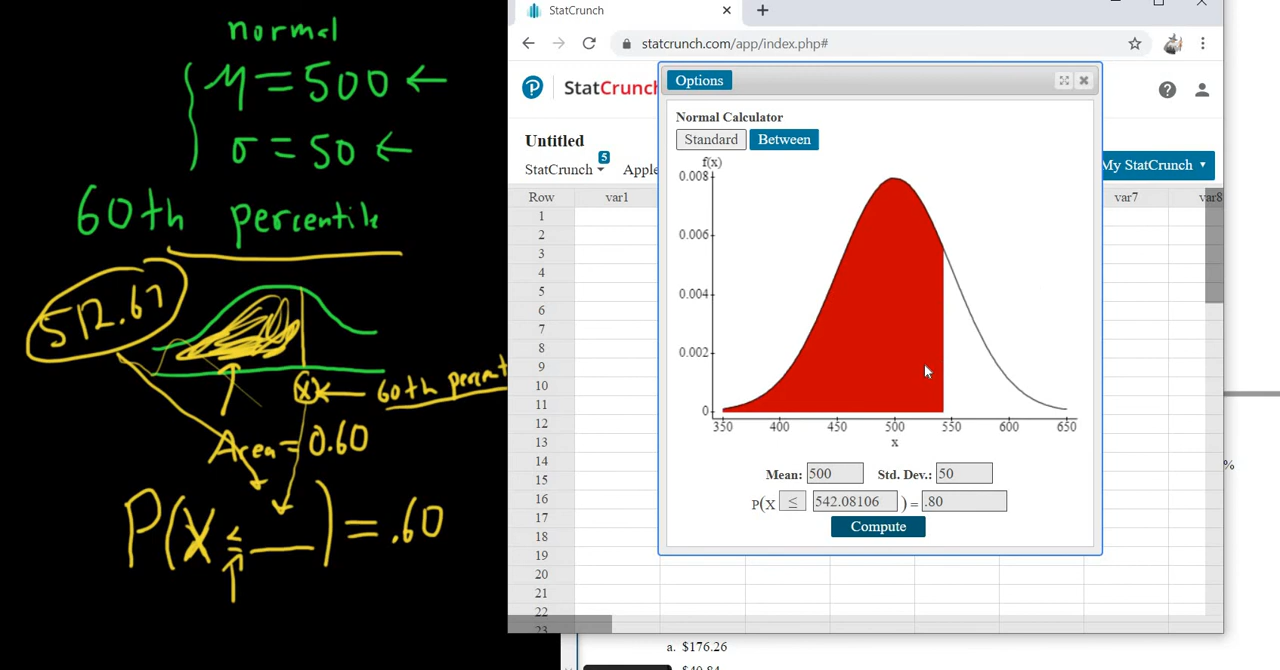 normal
μ = 500 ←
σ = 50 ←
60th percentile
512.67
x ← 60th percent
Area = 0.60
P(X ≤ __) = .60
StatCrunch
statcrunch.com/app/index.php#
StatCrunch
Options
Normal Calculator
Standard Between
Untitled
StatCrunch 5 Apple
My StatCrunch
Row var1 var7 var8
1
2
3
4
5
6
7
8
9
10
11
12
13
14
15
16
17
18
19
20
21
22
23
f(x)
0.008
0.006
0.004
0.002
0
350 400 450 500 550 600 650
x
Mean: 500 Std. Dev.: 50
P(X ≤ 542.08106 ) = .80
Compute
%
a. $176.26